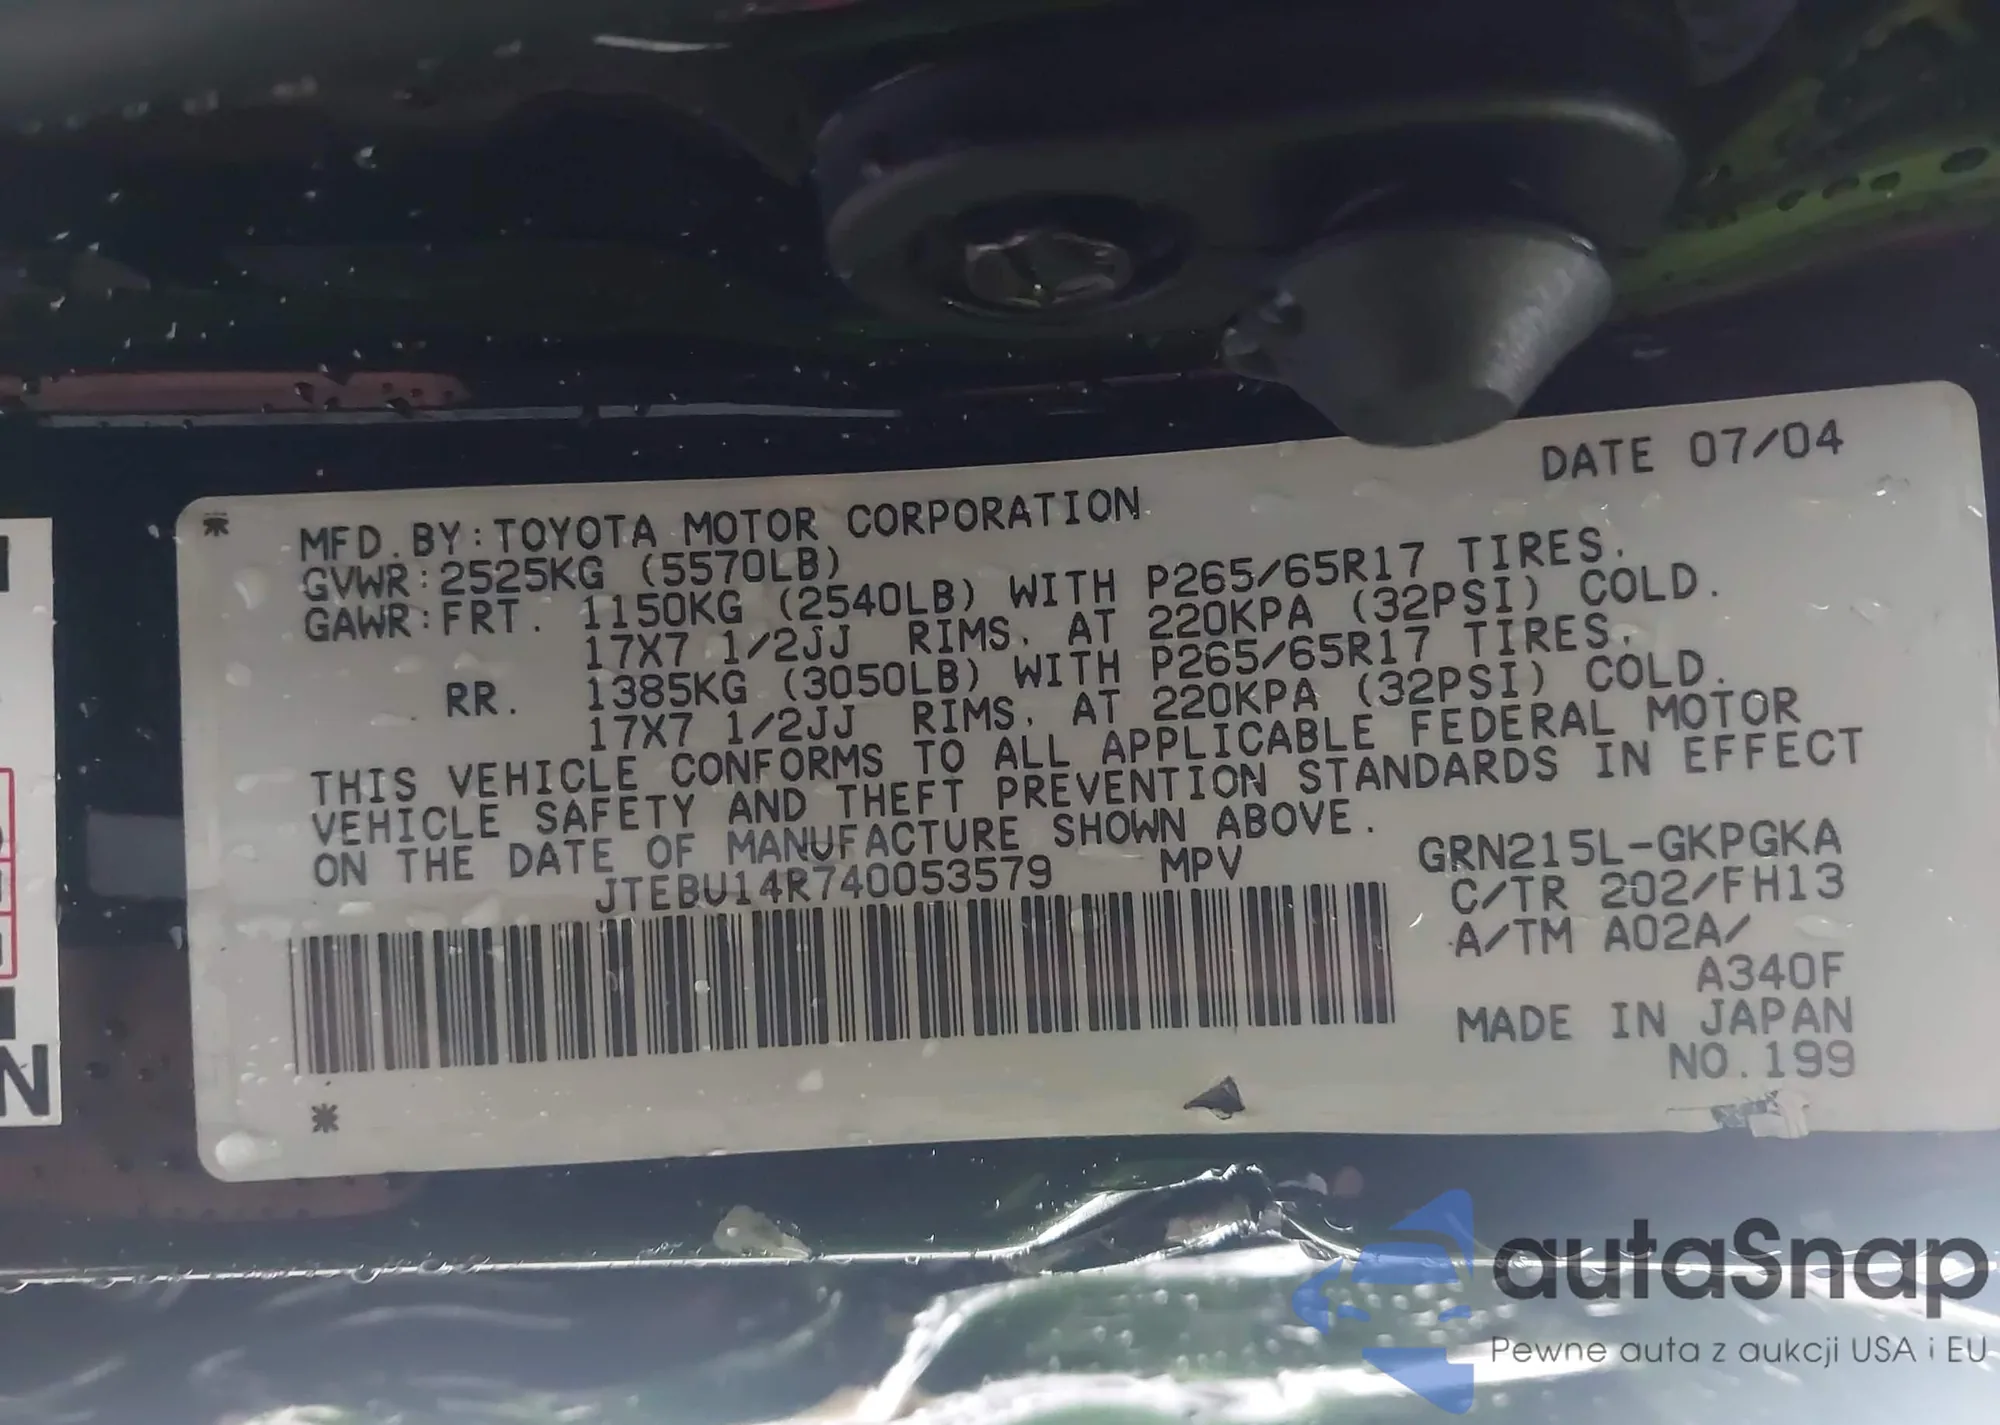 DATE 07/04
MFD.BY:TOYOTA MOTOR CORPORATION
GVWR:2525KG (5570LB)
GAWR:FRT. 1150KG (2540LB) WITH P265/65R17 TIRES.
17X7 1/2JJ RIMS, AT 220KPA (32PSI) COLD.
RR. 1385KG (3050LB) WITH P265/65R17 TIRES,
17X7 1/2JJ RIMS, AT 220KPA (32PSI) COLD.
THIS VEHICLE CONFORMS TO ALL APPLICABLE FEDERAL MOTOR
VEHICLE SAFETY AND THEFT PREVENTION STANDARDS IN EFFECT
ON THE DATE OF MANUFACTURE SHOWN ABOVE.
JTEBU14R740053579 MPV
GRN215L-GKPGKA
C/TR 202/FH13
A/TM A02A/
A340F
MADE IN JAPAN
NO.199
N
autaSnap
Pewne auta z aukcji USA i EU